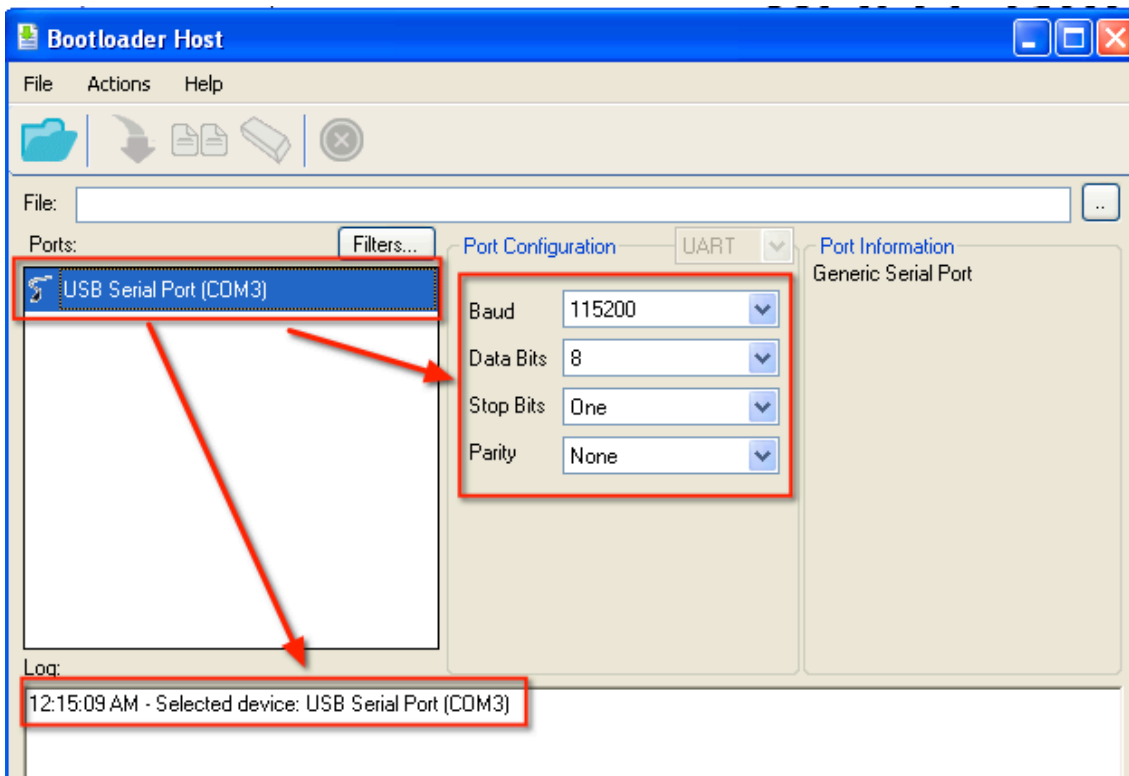 Bootloader Host
File Actions Help
File:
..
Ports:
Filters...
USB Serial Port (COM3)
Port Configuration
UART
Baud 115200
Data Bits 8
Stop Bits One
Parity None
Port Information
Generic Serial Port
Log:
12:15:09 AM - Selected device: USB Serial Port (COM3)